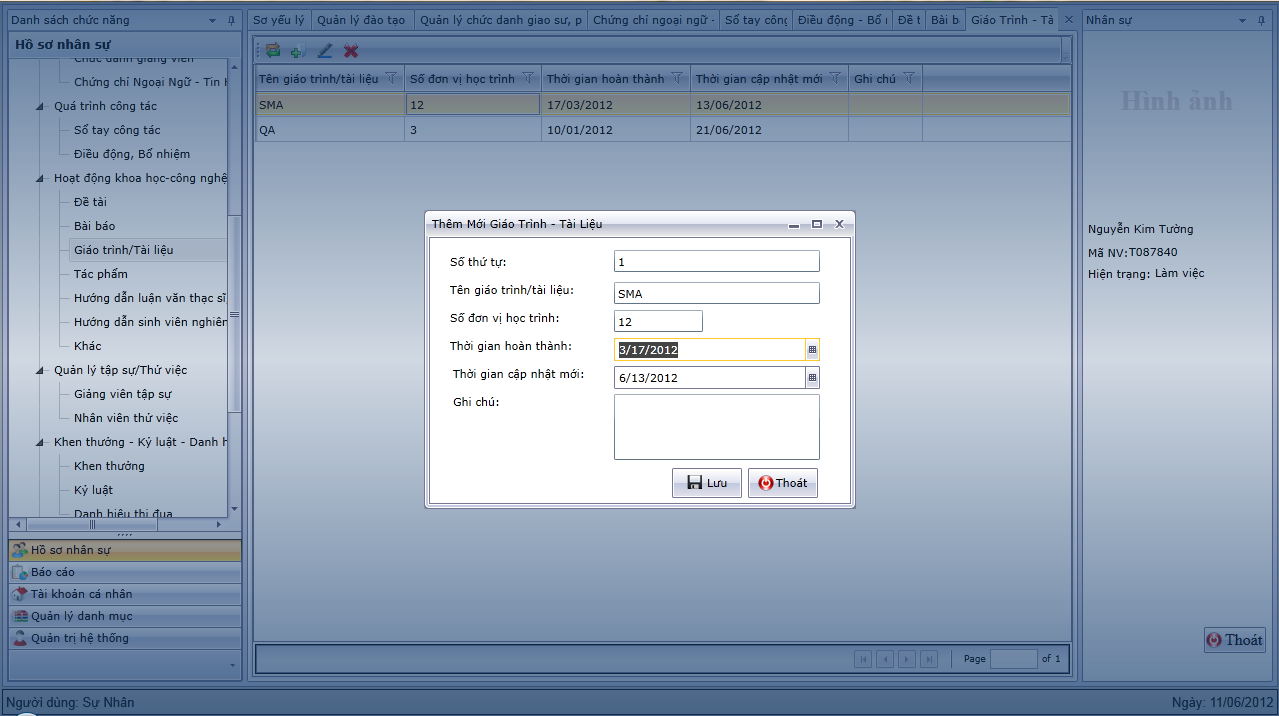 Danh sách chức năng
Hồ sơ nhân sự
Chức danh giảng viên
Chứng chỉ Ngoại Ngữ - Tin H
Quá trình công tác
Sổ tay công tác
Điều động, Bổ nhiệm
Hoạt động khoa học-công nghệ
Đề tài
Bài báo
Giáo trình/Tài liệu
Tác phẩm
Hướng dẫn luận văn thạc sĩ,
Hướng dẫn sinh viên nghiên
Khác
Quản lý tập sự/Thử việc
Giảng viên tập sự
Nhân viên thử việc
Khen thưởng - Kỷ luật - Danh h
Khen thưởng
Kỷ luật
Danh hiệu thi đua
Hồ sơ nhân sự
Báo cáo
Tài khoản cá nhân
Quản lý danh mục
Quản trị hệ thống
Sơ yếu lý Quản lý đào tạo Quản lý chức danh giao sư, p Chứng chỉ ngoại ngữ - Sổ tay công Điều động - Bổ Đề t Bài b Giáo Trình - Tà
Tên giáo trình/tài liệu Số đơn vị học trình Thời gian hoàn thành Thời gian cập nhật mới Ghi chú
SMA 12 17/03/2012 13/06/2012
QA 3 10/01/2012 21/06/2012
Thêm Mới Giáo Trình - Tài Liệu
Số thứ tự: 1
Tên giáo trình/tài liệu: SMA
Số đơn vị học trình: 12
Thời gian hoàn thành: 3/17/2012
Thời gian cập nhật mới: 6/13/2012
Ghi chú:
Lưu Thoát
Page of 1
Nhân sự
Hình ảnh
Nguyễn Kim Tường
Mã NV:T087840
Hiện trạng: Làm việc
Thoát
Người dùng: Sự Nhân
Ngày: 11/06/2012